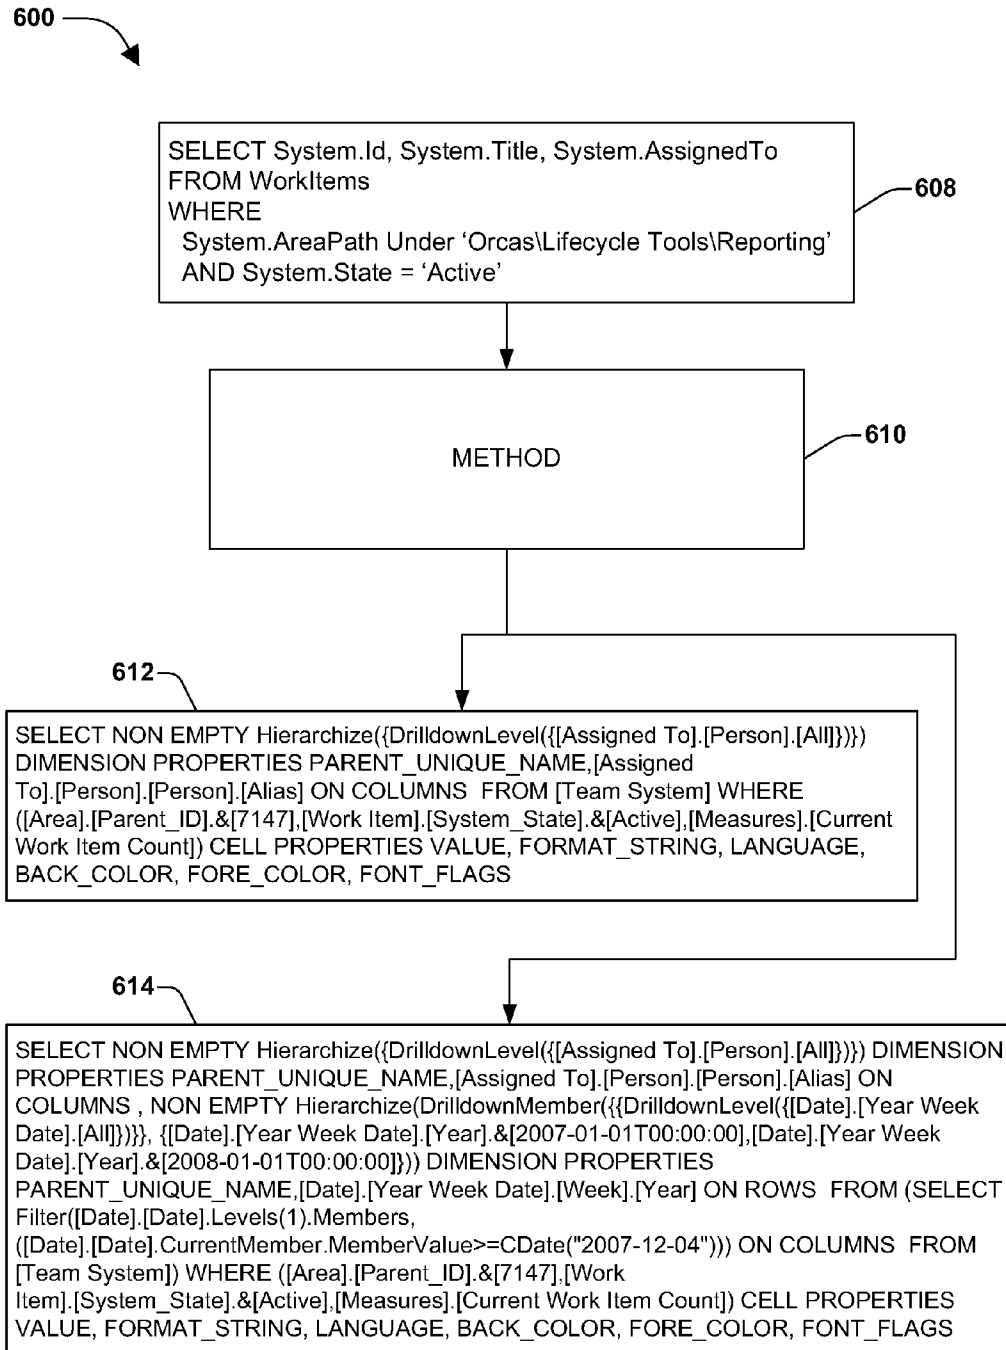 600
SELECT System.Id, System.Title, System.AssignedTo
FROM WorkItems
WHERE
System.AreaPath Under ‘Orcas\Lifecycle Tools\Reporting’
AND System.State = ‘Active’
608
METHOD
610
612
SELECT NON EMPTY Hierarchize({DrilldownLevel({[Assigned To].[Person].[All]})})
DIMENSION PROPERTIES PARENT_UNIQUE_NAME,[Assigned
To].[Person].[Person].[Alias] ON COLUMNS  FROM [Team System] WHERE
([Area].[Parent_ID].&[7147],[Work Item].[System_State].&[Active],[Measures].[Current
Work Item Count]) CELL PROPERTIES VALUE, FORMAT_STRING, LANGUAGE,
BACK_COLOR, FORE_COLOR, FONT_FLAGS
614
SELECT NON EMPTY Hierarchize({DrilldownLevel({[Assigned To].[Person].[All]})}) DIMENSION
PROPERTIES PARENT_UNIQUE_NAME,[Assigned To].[Person].[Person].[Alias] ON
COLUMNS , NON EMPTY Hierarchize(DrilldownMember({{DrilldownLevel({[Date].[Year Week
Date].[All]})}}, {[Date].[Year Week Date].[Year].&[2007-01-01T00:00:00],[Date].[Year Week
Date].[Year].&[2008-01-01T00:00:00]})) DIMENSION PROPERTIES
PARENT_UNIQUE_NAME,[Date].[Year Week Date].[Week].[Year] ON ROWS  FROM (SELECT
Filter([Date].[Date].Levels(1).Members,
([Date].[Date].CurrentMember.MemberValue>=CDate("2007-12-04"))) ON COLUMNS  FROM
[Team System]) WHERE ([Area].[Parent_ID].&[7147],[Work
Item].[System_State].&[Active],[Measures].[Current Work Item Count]) CELL PROPERTIES
VALUE, FORMAT_STRING, LANGUAGE, BACK_COLOR, FORE_COLOR, FONT_FLAGS